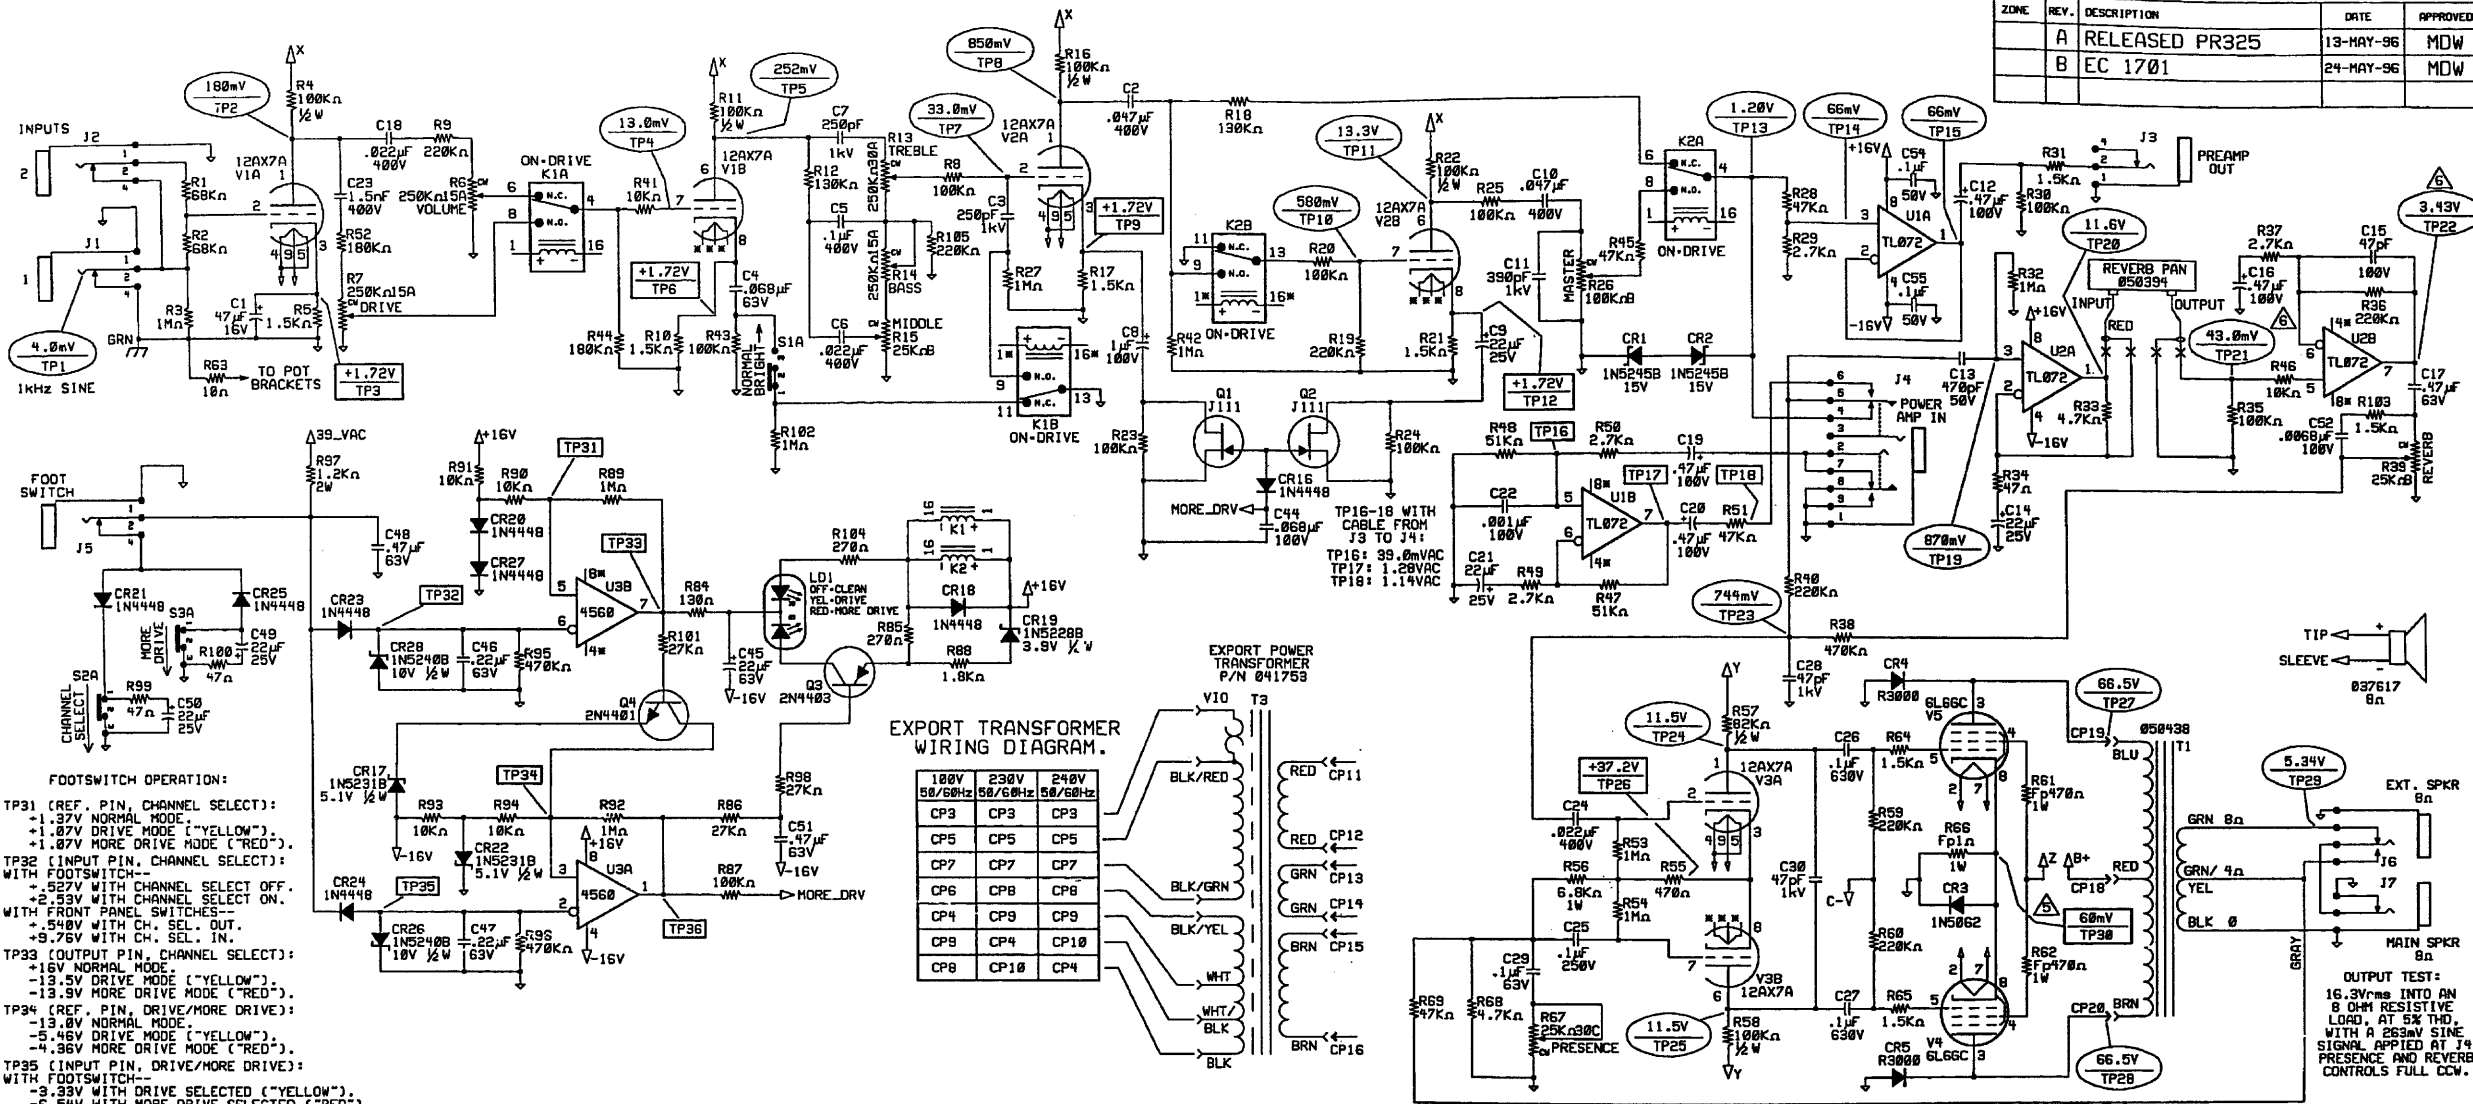 ZONE REV. DESCRIPTION DATE APPROVED
A RELEASED PR325 13-MAY-96 MDW
B EC 1701 24-MAY-96 MDW
INPUTS
J2
2
J1
1
4.0mV
TP1
1kHz SINE
R1
68KΩ
R2
68KΩ
R3
1MΩ
GRN
R63
10Ω
TO POT
BRACKETS
180mV
TP2
X
R4
100KΩ
½W
12AX7A
V1A
C1
47µF
16V
R5
1.5KΩ
+1.72V
TP3
C18
.022µF
400V
R9
220KΩ
C23
1.5nF
400V
R52
180KΩ
R6
250KΩ15A
VOLUME
R7
250KΩ15A
DRIVE
ON-DRIVE
K1A
N.C.
N.O.
R41
10KΩ
13.0mV
TP4
X
R11
100KΩ
½W
252mV
TP5
12AX7A
V1B
+1.72V
TP6
R44
180KΩ
R10
1.5KΩ
R43
100KΩ
C4
.068µF
63V
NORMAL
BRIGHT
S1A
R102
1MΩ
C7
250pF
1kV
R12
130KΩ
C5
.1µF
400V
C6
.022µF
400V
R13
TREBLE
250KΩ30A
R105
220KΩ
R14
BASS
250KΩ15A
MIDDLE
R15
25KΩB
R8
100KΩ
33.0mV
TP7
C3
250pF
1kV
R27
1MΩ
850mV
TP8
X
R16
100KΩ
½W
12AX7A
V2A
+1.72V
TP9
R17
1.5KΩ
C8
1µF
100V
K1B
ON-DRIVE
C2
.047µF
400V
R18
130KΩ
R42
1MΩ
K2B
ON-DRIVE
580mV
TP10
R20
100KΩ
R19
220KΩ
13.3V
TP11
X
R22
100KΩ
½W
12AX7A
V2B
R21
1.5KΩ
C9
22µF
25V
+1.72V
TP12
R25
100KΩ
C10
.047µF
400V
C11
390pF
1kV
MASTER
R26
100KΩB
R45
47KΩ
K2A
ON-DRIVE
CR1
1N5245B
15V
CR2
1N5245B
15V
1.20V
TP13
R28
47KΩ
R29
2.7KΩ
66mV
TP14
66mV
TP15
+16V
C54
.1µF
50V
U1A
TL072
C55
.1µF
50V
-16V
C12
.47µF
100V
R30
100KΩ
R31
1.5KΩ
J3
PREAMP
OUT
R32
1MΩ
11.6V
TP20
+16V
U2A
TL072
-16V
C13
470pF
50V
870mV
TP19
R33
4.7KΩ
R34
47Ω
C14
22µF
25V
REVERB PAN
050394
INPUT
OUTPUT
RED
43.0mV
TP21
R35
100KΩ
R46
10KΩ
R37
2.7KΩ
C16
.47µF
100V
C15
47pF
100V
R36
220KΩ
U2B
TL072
6
3.43V
TP22
6
C17
.47µF
63V
R103
1.5KΩ
C52
.0068µF
100V
R39
25KΩB
REVERB
J4
POWER
AMP IN
R23
100KΩ
Q1
J111
Q2
J111
R24
100KΩ
CR16
1N4448
MORE_DRV
C44
.068µF
100V
R48
51KΩ
TP16
R50
2.7KΩ
C19
.47µF
100V
C22
.001µF
100V
U1B
TL072
TP17
TP18
C20
.47µF
100V
R51
47KΩ
C21
22µF
25V
R49
2.7KΩ
R47
51KΩ
TP16-18 WITH
CABLE FROM
J3 TO J4:
TP16: 39.0mVAC
TP17: 1.28VAC
TP18: 1.14VAC
FOOT
SWITCH
J5
39_VAC
R97
1.2KΩ
2W
C48
.47µF
63V
CR21
1N4448
CR25
1N4448
S3A
MORE
DRIVE
R100
47Ω
C49
22µF
25V
S2A
CHANNEL
SELECT
R99
47Ω
C50
22µF
25V
CR23
1N4448
TP32
CR28
1N5240B
10V ½W
C46
.22µF
63V
R95
470KΩ
+16V
R91
10KΩ
R90
10KΩ
TP31
R89
1MΩ
CR20
1N4448
CR27
1N4448
U3B
4560
TP33
R84
130Ω
R101
27KΩ
C45
22µF
63V
-16V
LD1
OFF-CLEAN
YEL-DRIVE
RED-MORE DRIVE
R104
270Ω
K1
K2
CR18
1N4448
+16V
CR19
1N5228B
3.9V ½W
R85
270Ω
R88
1.8KΩ
Q3
2N4403
Q4
2N4401
CR17
1N5231B
5.1V ½W
R93
10KΩ
R94
10KΩ
TP34
CR22
1N5231B
5.1V ½W
-16V
R92
1MΩ
+16V
U3A
4560
-16V
R86
27KΩ
R98
27KΩ
C51
.47µF
63V
-16V
R87
100KΩ
MORE_DRV
TP36
CR24
1N4448
TP35
CR26
1N5240B
10V ½W
C47
.22µF
63V
R96
470KΩ
FOOTSWITCH OPERATION:
TP31 (REF. PIN, CHANNEL SELECT):
+1.37V NORMAL MODE.
+1.07V DRIVE MODE ("YELLOW").
+1.07V MORE DRIVE MODE ("RED").
TP32 (INPUT PIN, CHANNEL SELECT):
WITH FOOTSWITCH--
+.527V WITH CHANNEL SELECT OFF.
+2.53V WITH CHANNEL SELECT ON.
WITH FRONT PANEL SWITCHES--
+.540V WITH CH. SEL. OUT.
+9.76V WITH CH. SEL. IN.
TP33 (OUTPUT PIN, CHANNEL SELECT):
+16V NORMAL MODE.
-13.5V DRIVE MODE ("YELLOW").
-13.9V MORE DRIVE MODE ("RED").
TP34 (REF. PIN, DRIVE/MORE DRIVE):
-13.0V NORMAL MODE.
-5.46V DRIVE MODE ("YELLOW").
-4.36V MORE DRIVE MODE ("RED").
TP35 (INPUT PIN, DRIVE/MORE DRIVE):
WITH FOOTSWITCH--
-3.33V WITH DRIVE SELECTED ("YELLOW").
EXPORT TRANSFORMER
WIRING DIAGRAM.
100V 230V 240V
50/60Hz 50/60Hz 50/60Hz
CP3 CP3 CP3
CP5 CP5 CP5
CP7 CP7 CP7
CP6 CP8 CP8
CP4 CP9 CP9
CP9 CP4 CP10
CP8 CP10 CP4
EXPORT POWER
TRANSFORMER
P/N 041753
T3
VIO
BLK/RED
BLK/GRN
BLK/YEL
WHT
WHT/
BLK
BLK
RED CP11
RED CP12
GRN CP13
GRN CP14
BRN CP15
BRN CP16
744mV
TP23
R40
220KΩ
R38
470KΩ
C28
47pF
1kV
Y
R57
82KΩ
½W
11.5V
TP24
12AX7A
V3A
+37.2V
TP26
C24
.022µF
400V
R53
1MΩ
R56
6.8KΩ
1W
R55
470Ω
R54
1MΩ
C25
.1µF
250V
V3B
12AX7A
11.5V
TP25
R58
100KΩ
½W
Y
C29
.1µF
63V
R69
47KΩ
R68
4.7KΩ
R67
25KΩ30C
PRESENCE
C26
.1µF
630V
C30
47pF
1kV
R59
220KΩ
R60
220KΩ
C-
C27
.1µF
630V
R64
1.5KΩ
R65
1.5KΩ
CR4
R3000
6L6GC
V5
R66
Fp1Ω
1W
CR3
1N5062
V4
6L6GC
CR5
R3000
R61
Fp470Ω
1W
R62
Fp470Ω
1W
Z
B+
5
60mV
TP30
66.5V
TP27
CP19
BLU
CP18
RED
CP20
BRN
66.5V
TP28
050438
T1
GRN 8Ω
GRN/
YEL
4Ω
BLK 0
GRAY
5.34V
TP29
TIP
SLEEVE
037617
8Ω
EXT. SPKR
8Ω
J6
J7
MAIN SPKR
8Ω
OUTPUT TEST:
16.3Vrms INTO AN
8 OHM RESISTIVE
LOAD, AT 5% THD,
WITH A 263mV SINE
SIGNAL APPIED AT J4
PRESENCE AND REVERB
CONTROLS FULL CCW.